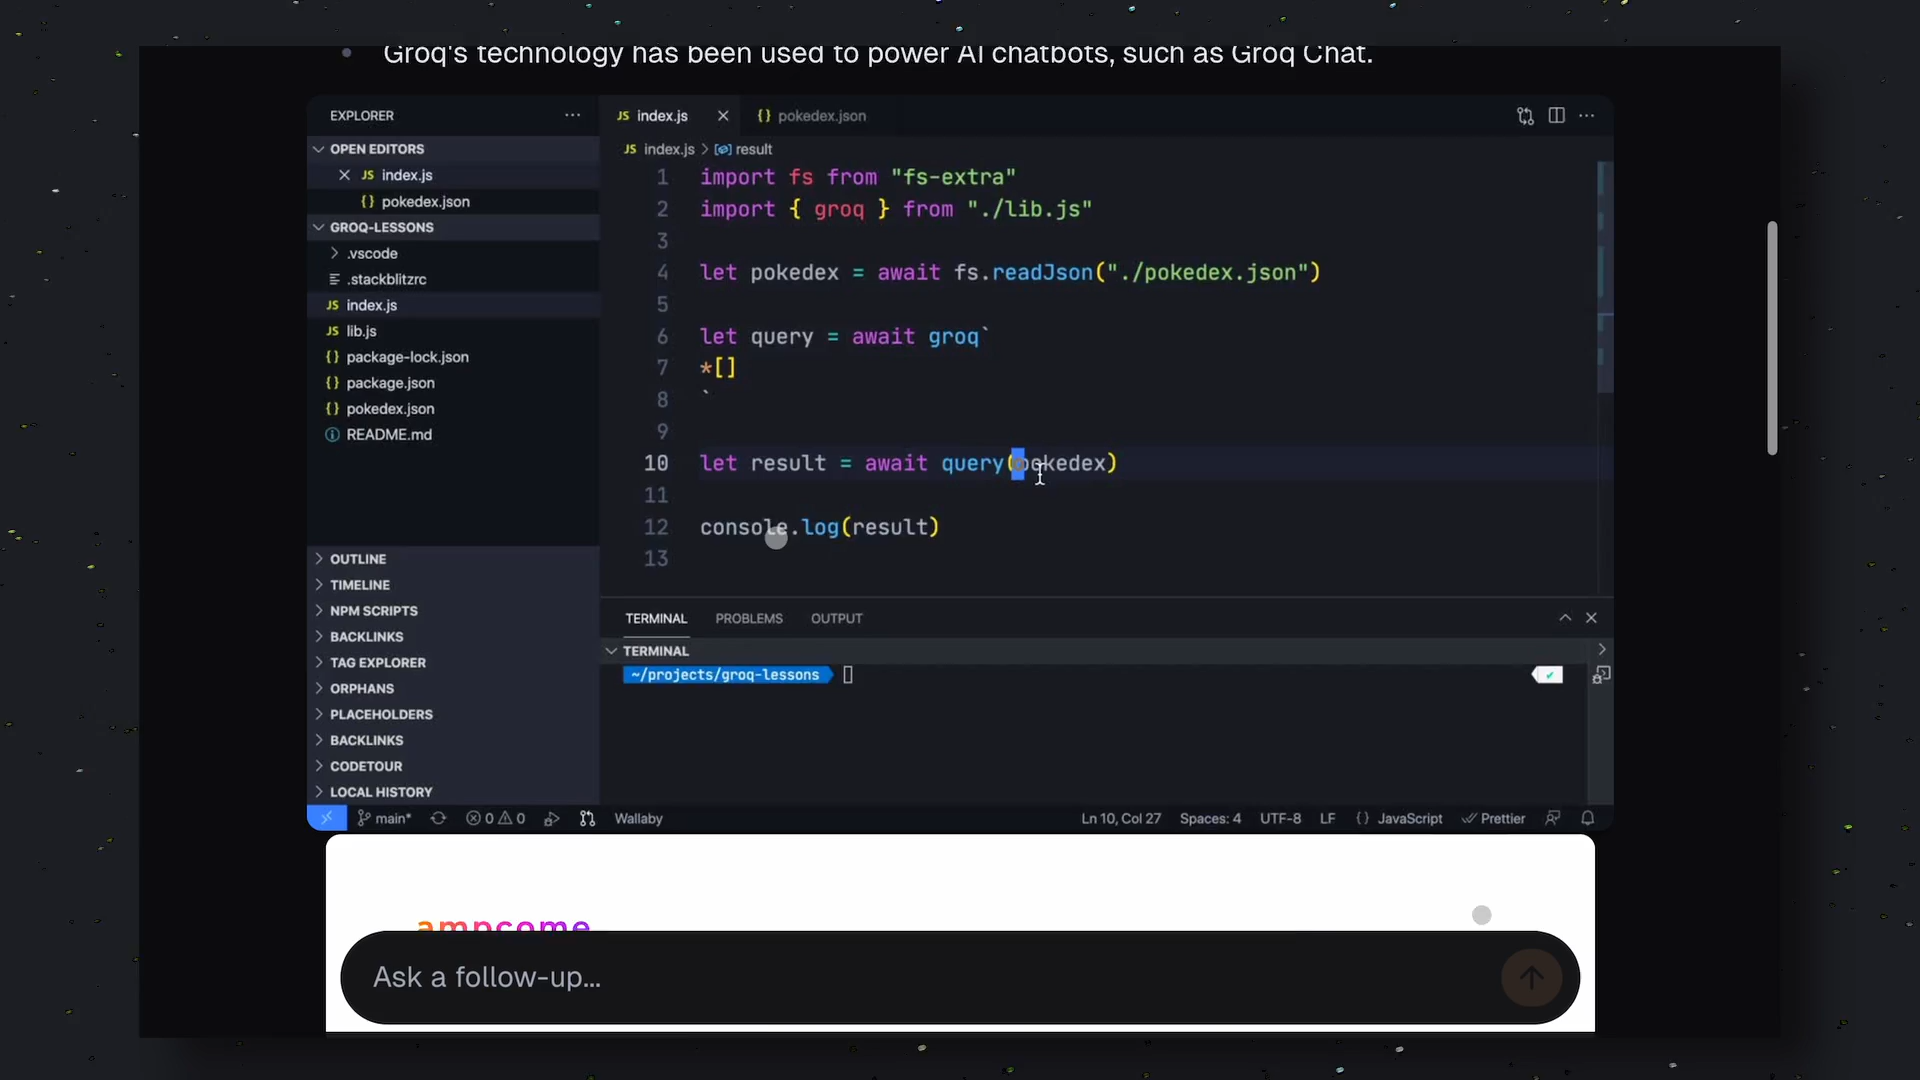 Groq's technology has been used to power AI chatbots, such as Groq Chat.
EXPLORER
OPEN EDITORS
JS index.js
{} pokedex.json
GROQ-LESSONS
.vscode
.stackblitzrc
JS index.js
JS lib.js
{} package-lock.json
{} package.json
{} pokedex.json
README.md
OUTLINE
TIMELINE
NPM SCRIPTS
BACKLINKS
TAG EXPLORER
ORPHANS
PLACEHOLDERS
BACKLINKS
CODETOUR
LOCAL HISTORY
JS index.js {} pokedex.json
JS index.js > result
1 import fs from "fs-extra"
2 import { groq } from "./lib.js"
3
4 let pokedex = await fs.readJson("./pokedex.json")
5
6 let query = await groq`
7 *[]
8 `
9
10 let result = await query(pokedex)
11
12 console.log(result)
13
TERMINAL PROBLEMS OUTPUT
TERMINAL
~/projects/groq-lessons
main* 0 0 Wallaby Ln 10, Col 27 Spaces: 4 UTF-8 LF {} JavaScript Prettier
ampcome
Ask a follow-up...